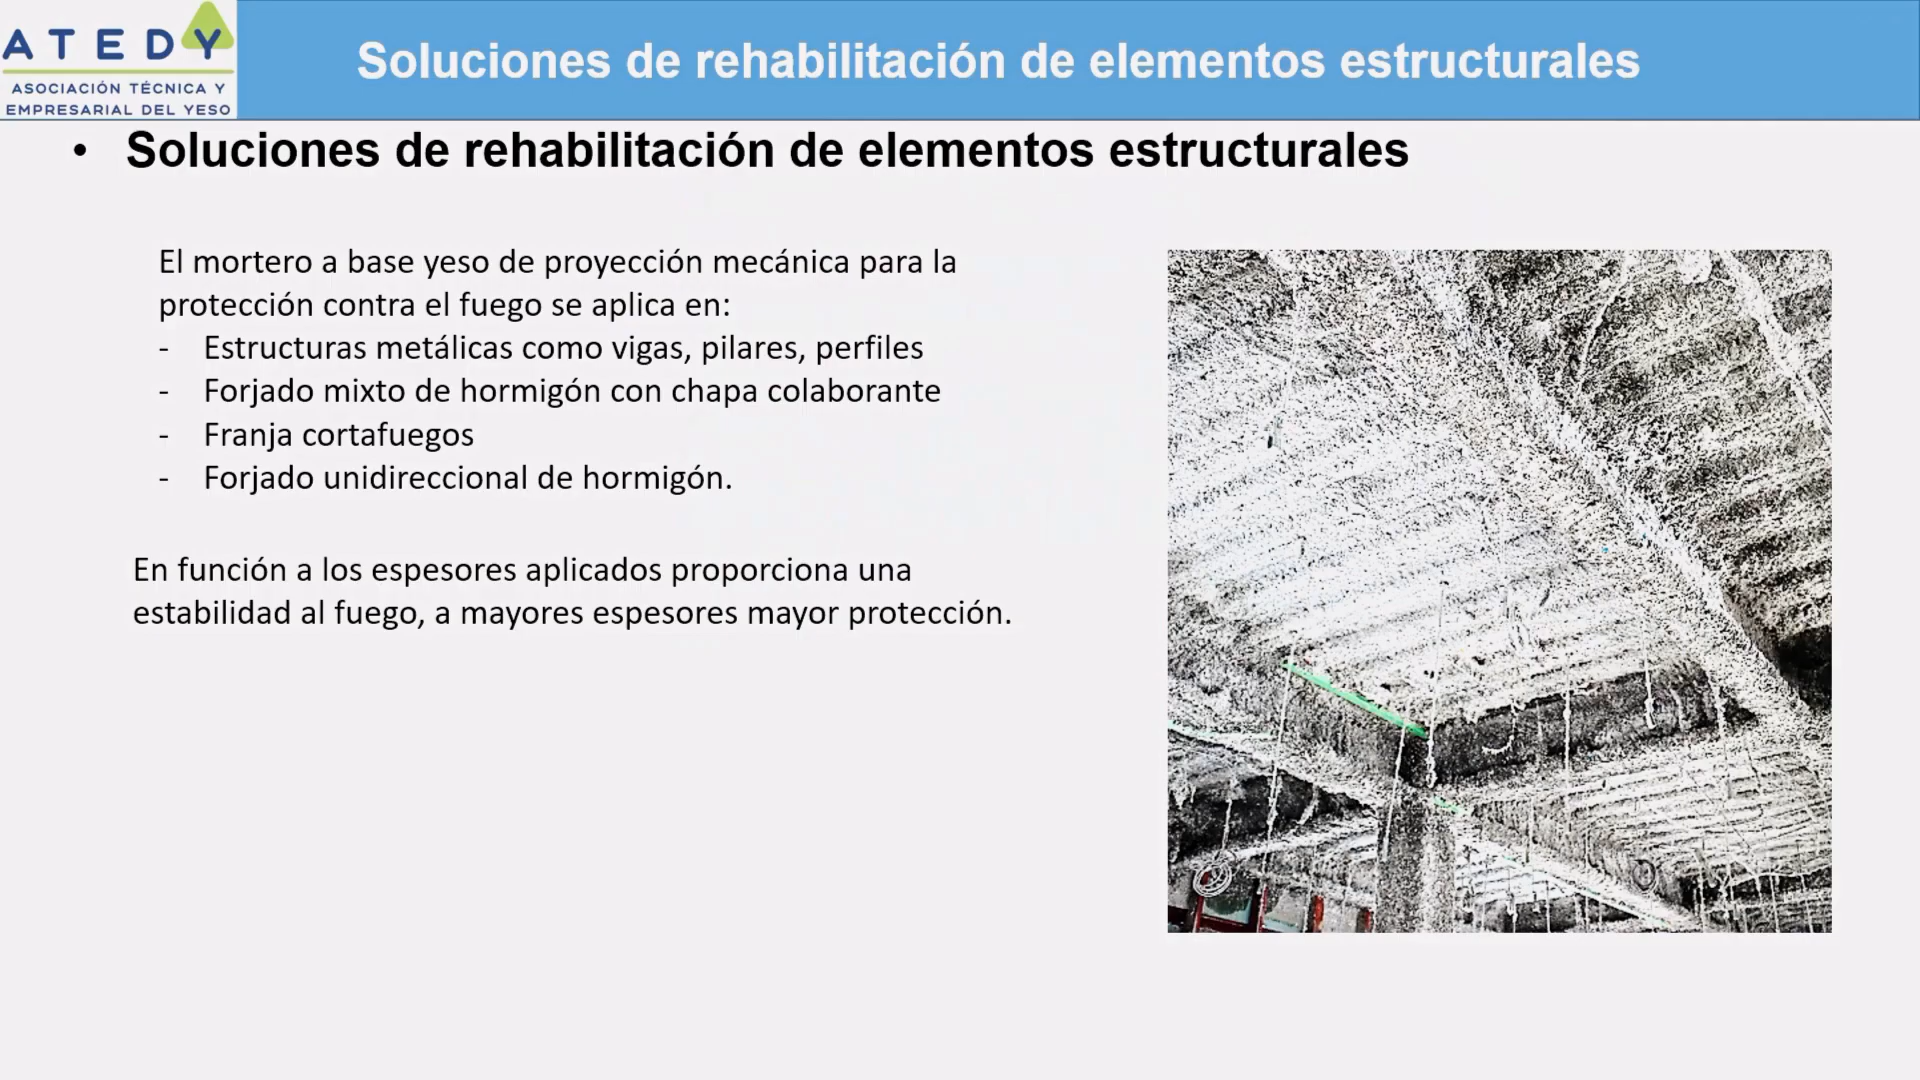 ATEDY
ASOCIACIÓN TÉCNICA Y
EMPRESARIAL DEL YESO
Soluciones de rehabilitación de elementos estructurales
• Soluciones de rehabilitación de elementos estructurales
El mortero a base yeso de proyección mecánica para la
protección contra el fuego se aplica en:
- Estructuras metálicas como vigas, pilares, perfiles
- Forjado mixto de hormigón con chapa colaborante
- Franja cortafuegos
- Forjado unidireccional de hormigón.
En función a los espesores aplicados proporciona una
estabilidad al fuego, a mayores espesores mayor protección.